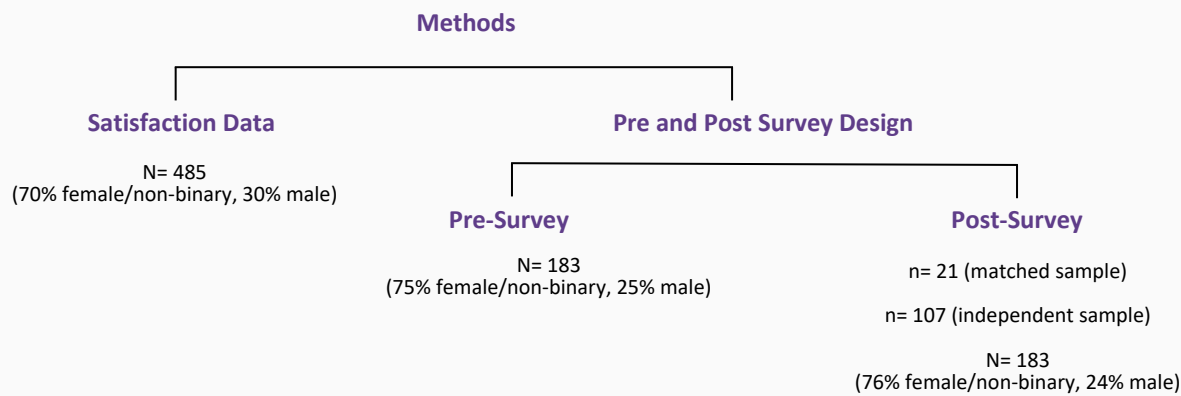 Methods
Satisfaction Data
N= 485
(70% female/non-binary, 30% male)
Pre and Post Survey Design
Pre-Survey
N= 183
(75% female/non-binary, 25% male)
Post-Survey
n= 21 (matched sample)
n= 107 (independent sample)
N= 183
(76% female/non-binary, 24% male)